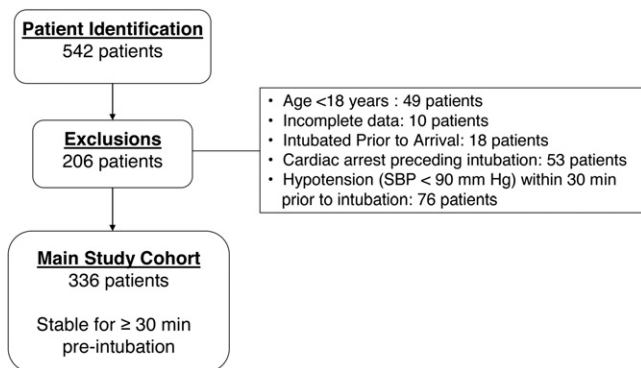 Patient Identification
542 patients
Exclusions
206 patients
• Age <18 years : 49 patients
• Incomplete data: 10 patients
• Intubated Prior to Arrival: 18 patients
• Cardiac arrest preceding intubation: 53 patients
• Hypotension (SBP < 90 mm Hg) within 30 min
prior to intubation: 76 patients
Main Study Cohort
336 patients
Stable for ≥ 30 min
pre-intubation